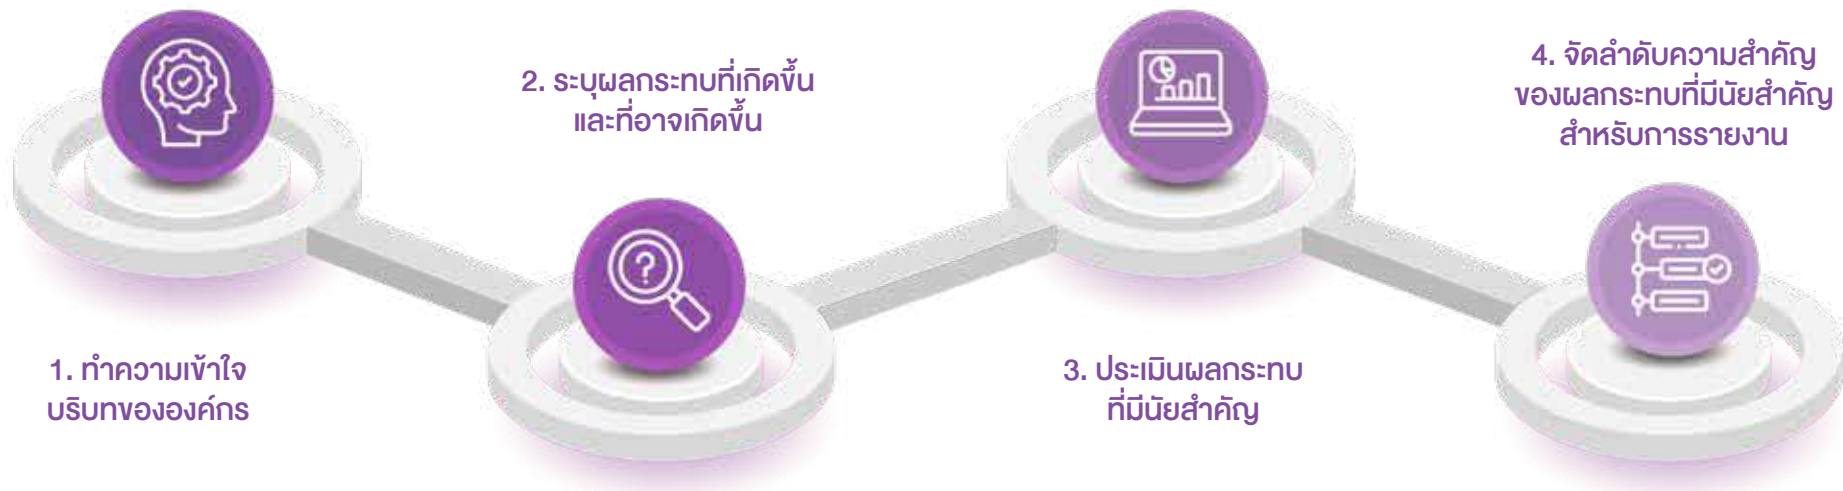 1. ทำความเข้าใจ
บริบทขององค์กร
2. ระบุผลกระทบที่เกิดขึ้น
และที่อาจเกิดขึ้น
3. ประเมินผลกระทบ
ที่มีนัยสำคัญ
4. จัดลำดับความสำคัญ
ของผลกระทบที่มีนัยสำคัญ
สำหรับการรายงาน